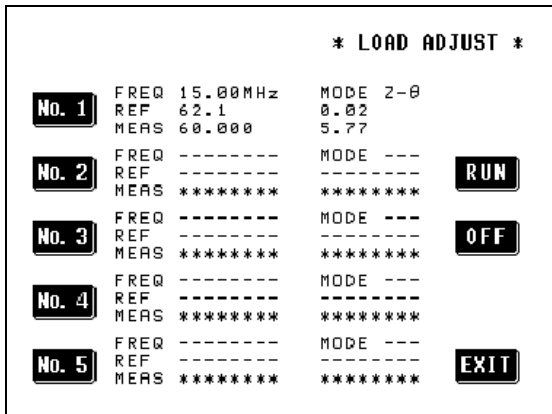 * LOAD ADJUST *
No. 1 FREQ 15.00MHz MODE Z-θ
REF 62.1 0.02
MEAS 60.000 5.77
No. 2 FREQ -------- MODE ---
REF -------- --------
MEAS ******** ********
RUN
No. 3 FREQ -------- MODE ---
REF -------- --------
MEAS ******** ********
OFF
No. 4 FREQ -------- MODE ---
REF -------- --------
MEAS ******** ********
No. 5 FREQ -------- MODE ---
REF -------- --------
MEAS ******** ********
EXIT